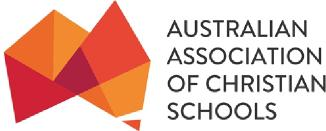 AUSTRALIAN
ASSOCIATION
OF CHRISTIAN
SCHOOLS